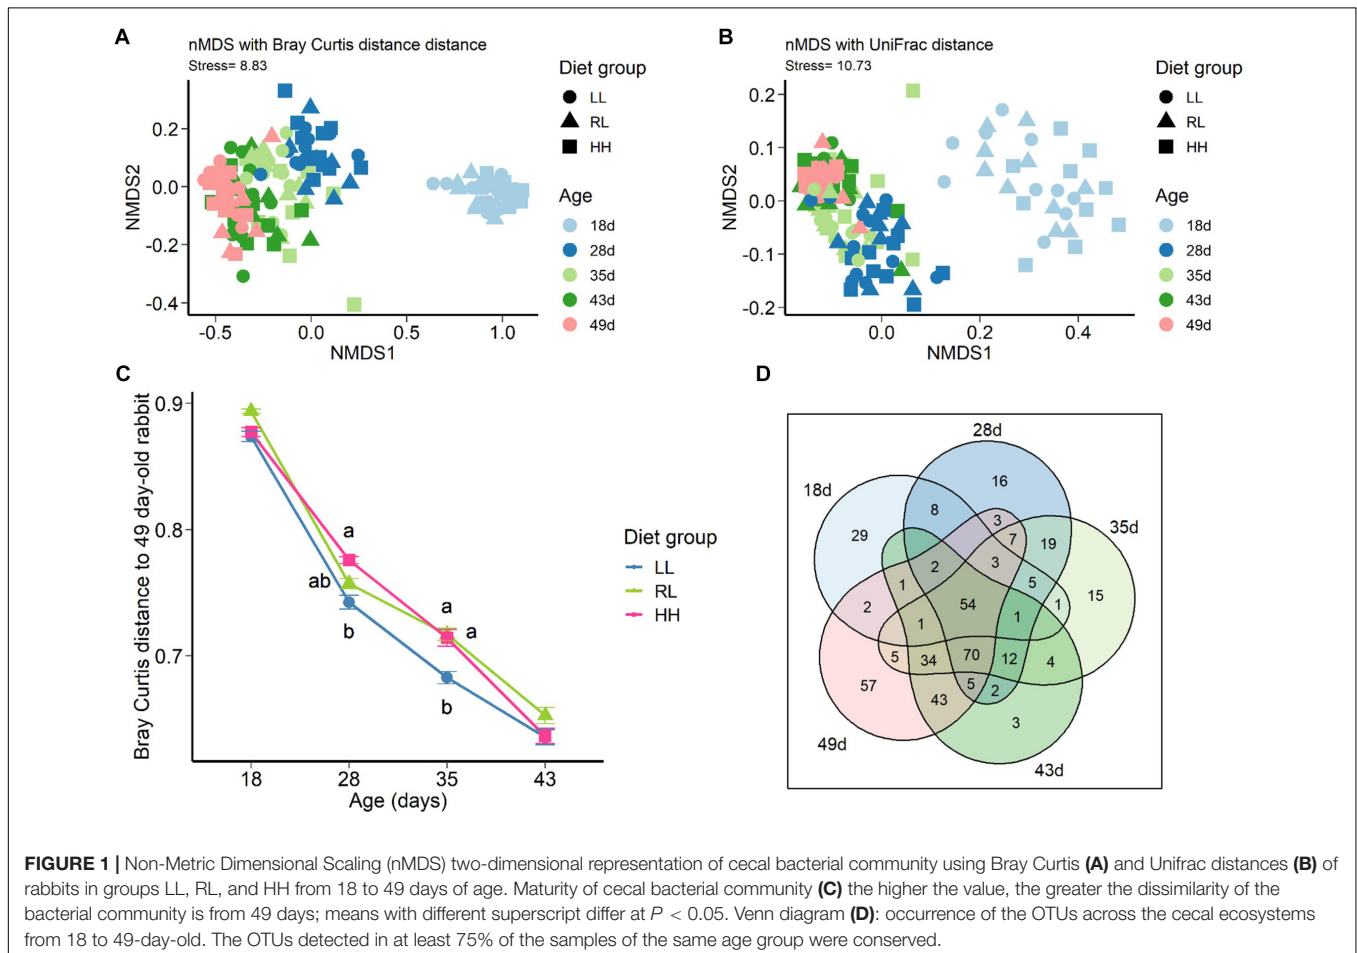 A
nMDS with Bray Curtis distance distance
Stress= 8.83
0.2
0.0
-0.2
-0.4
NMDS2
-0.5
0.0
0.5
1.0
NMDS1
Diet group
LL
RL
HH
Age
18d
28d
35d
43d
49d
B
nMDS with UniFrac distance
Stress= 10.73
0.2
0.1
0.0
-0.1
-0.2
NMDS2
0.0
0.2
0.4
NMDS1
Diet group
LL
RL
HH
Age
18d
28d
35d
43d
49d
C
Bray Curtis distance to 49 day-old rabbit
0.9
0.8
0.7
a
ab
b
a
a
b
18
28
35
43
Age (days)
Diet group
LL
RL
HH
D
28d
18d
35d
49d
43d
16
8
3
7
19
29
2
3
5
1
15
1
54
2
1
1
5
34
70
12
4
57
43
5
2
3
FIGURE 1 | Non-Metric Dimensional Scaling (nMDS) two-dimensional representation of cecal bacterial community using Bray Curtis (A) and Unifrac distances (B) of
rabbits in groups LL, RL, and HH from 18 to 49 days of age. Maturity of cecal bacterial community (C) the higher the value, the greater the dissimilarity of the
bacterial community is from 49 days; means with different superscript differ at P < 0.05. Venn diagram (D): occurrence of the OTUs across the cecal ecosystems
from 18 to 49-day-old. The OTUs detected in at least 75% of the samples of the same age group were conserved.